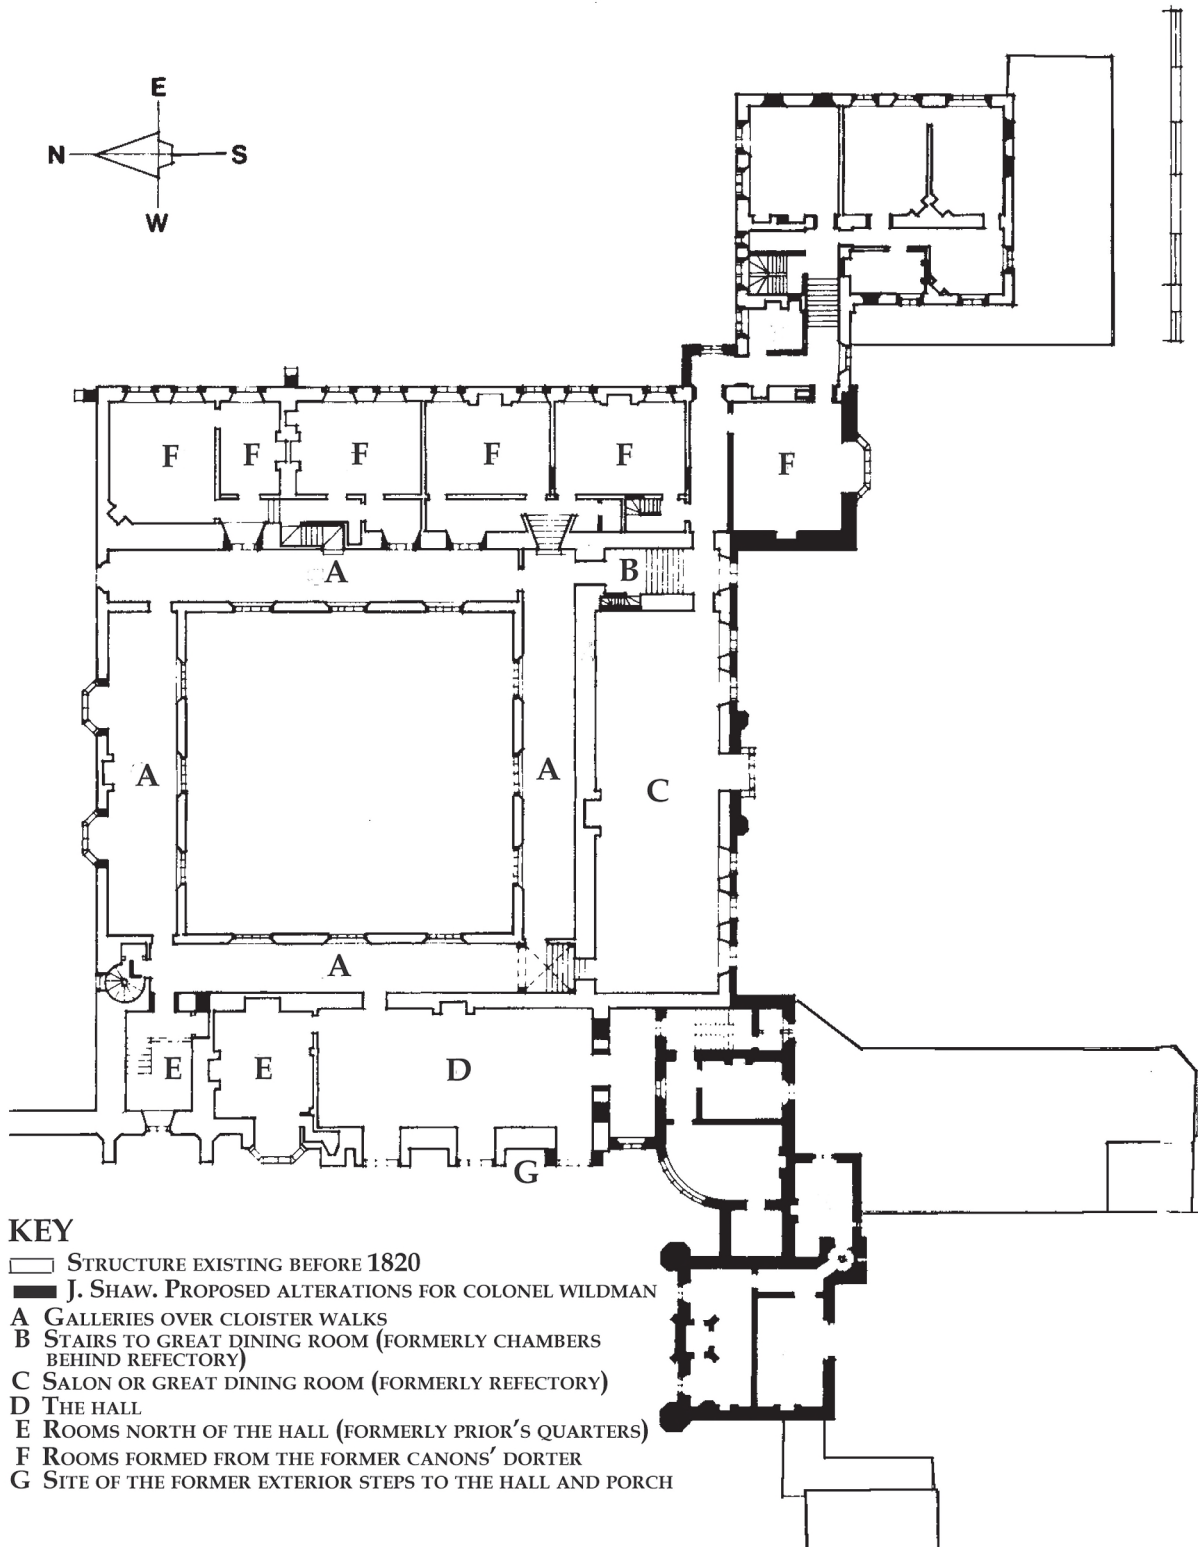 E
N
S
W
F
F
F
F
F
F
A
B
A
A
C
A
L
E
E
D
G
KEY
STRUCTURE EXISTING BEFORE 1820
J. SHAW. PROPOSED ALTERATIONS FOR COLONEL WILDMAN
A GALLERIES OVER CLOISTER WALKS
B STAIRS TO GREAT DINING ROOM (FORMERLY CHAMBERS
BEHIND REFECTORY)
C SALON OR GREAT DINING ROOM (FORMERLY REFECTORY)
D THE HALL
E ROOMS NORTH OF THE HALL (FORMERLY PRIOR'S QUARTERS)
F ROOMS FORMED FROM THE FORMER CANONS' DORTER
G SITE OF THE FORMER EXTERIOR STEPS TO THE HALL AND PORCH